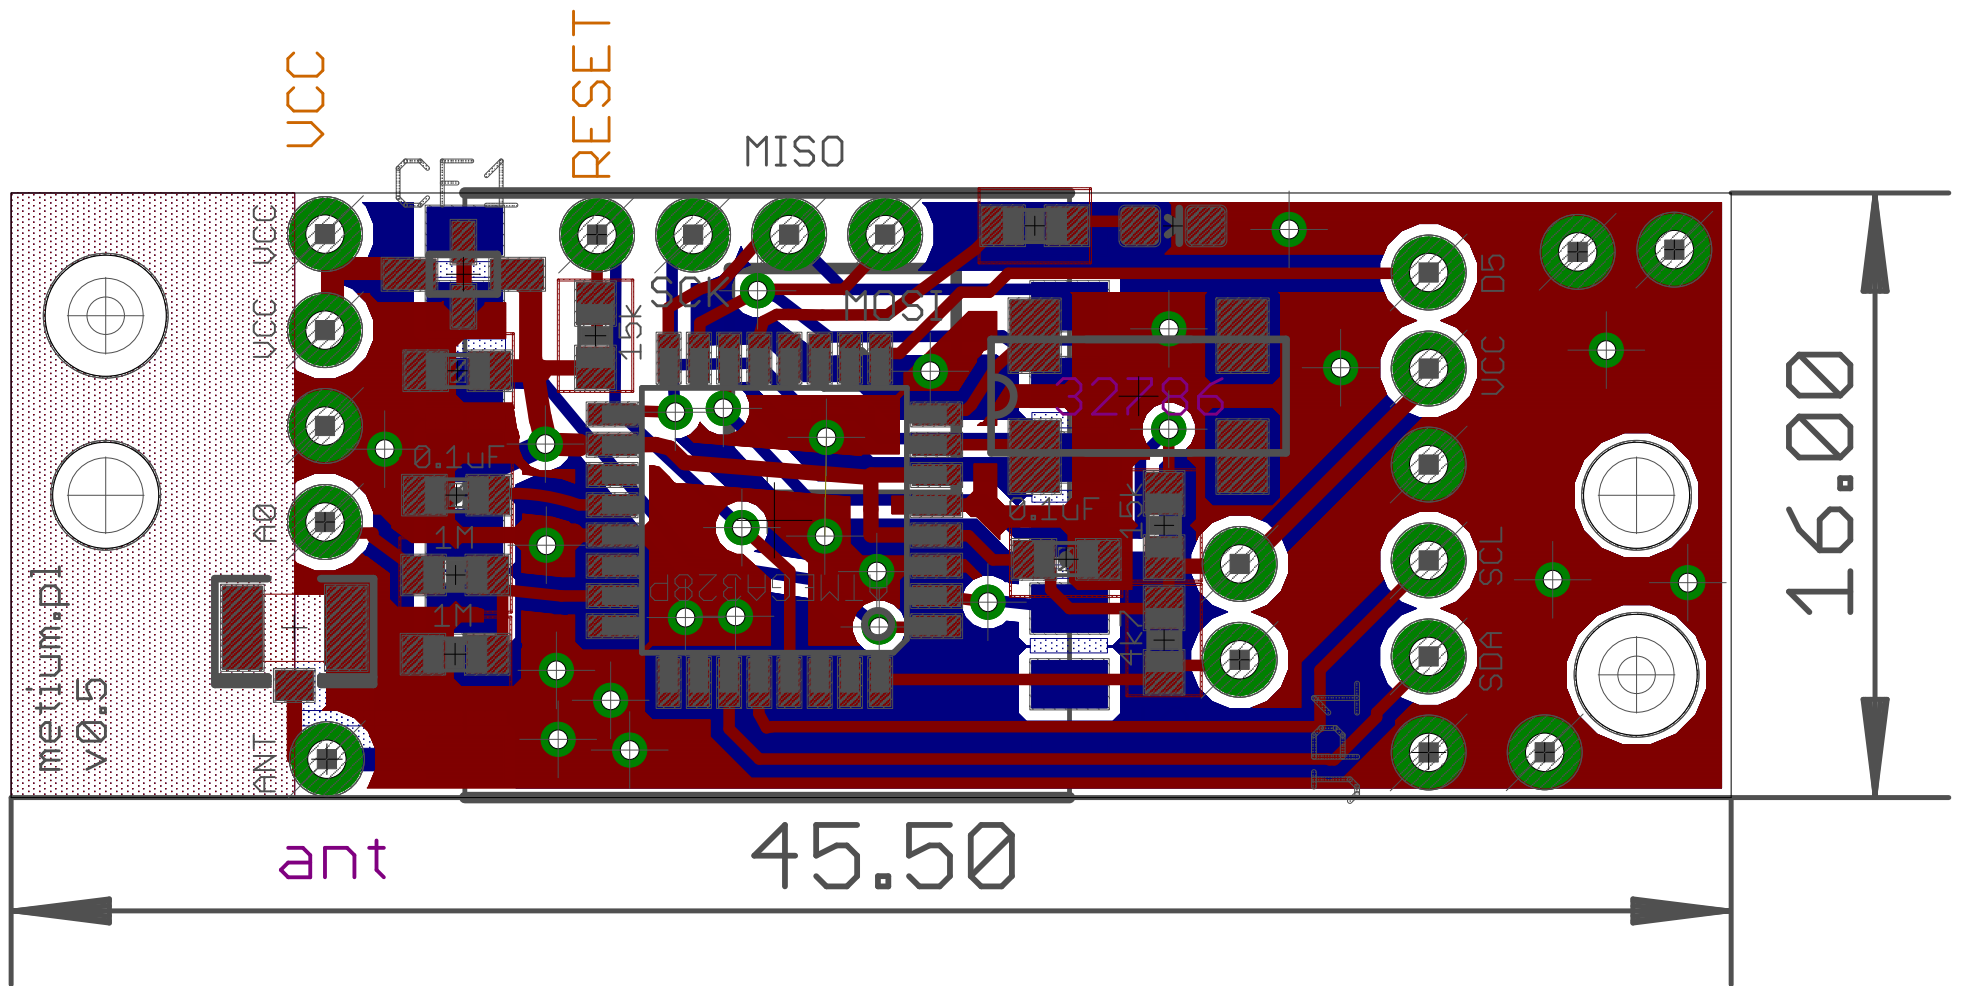 VCC
RESET
MISO
CF1
VCC
VCC
SCK
MOSI
15k
D5
VCC
32786
16.00
0.1uF
0.1uF
15k
A0
1M
1M
ATMEGA328P
4k7
SCL
SDA
metium.pl
v0.5
ANT
JP1
ant
45.50